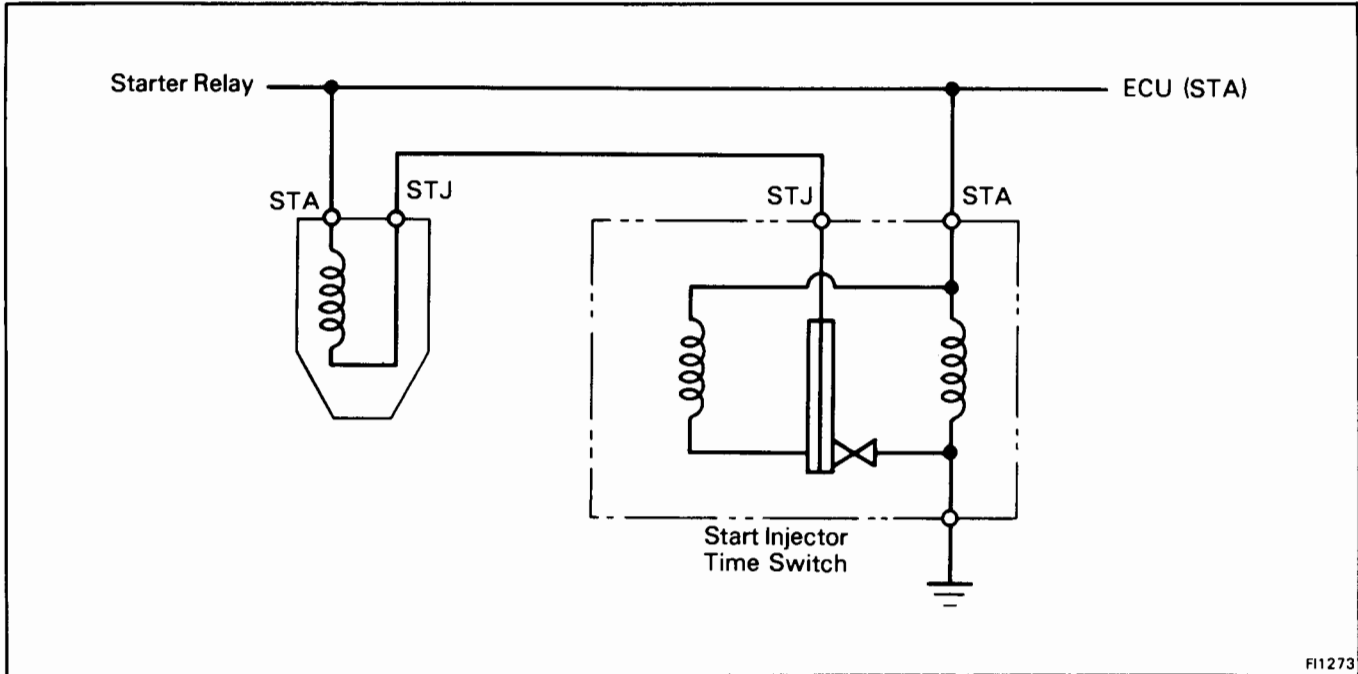 Starter Relay
ECU (STA)
STA
STJ
STJ
STA
Start Injector
Time Switch
FI1273